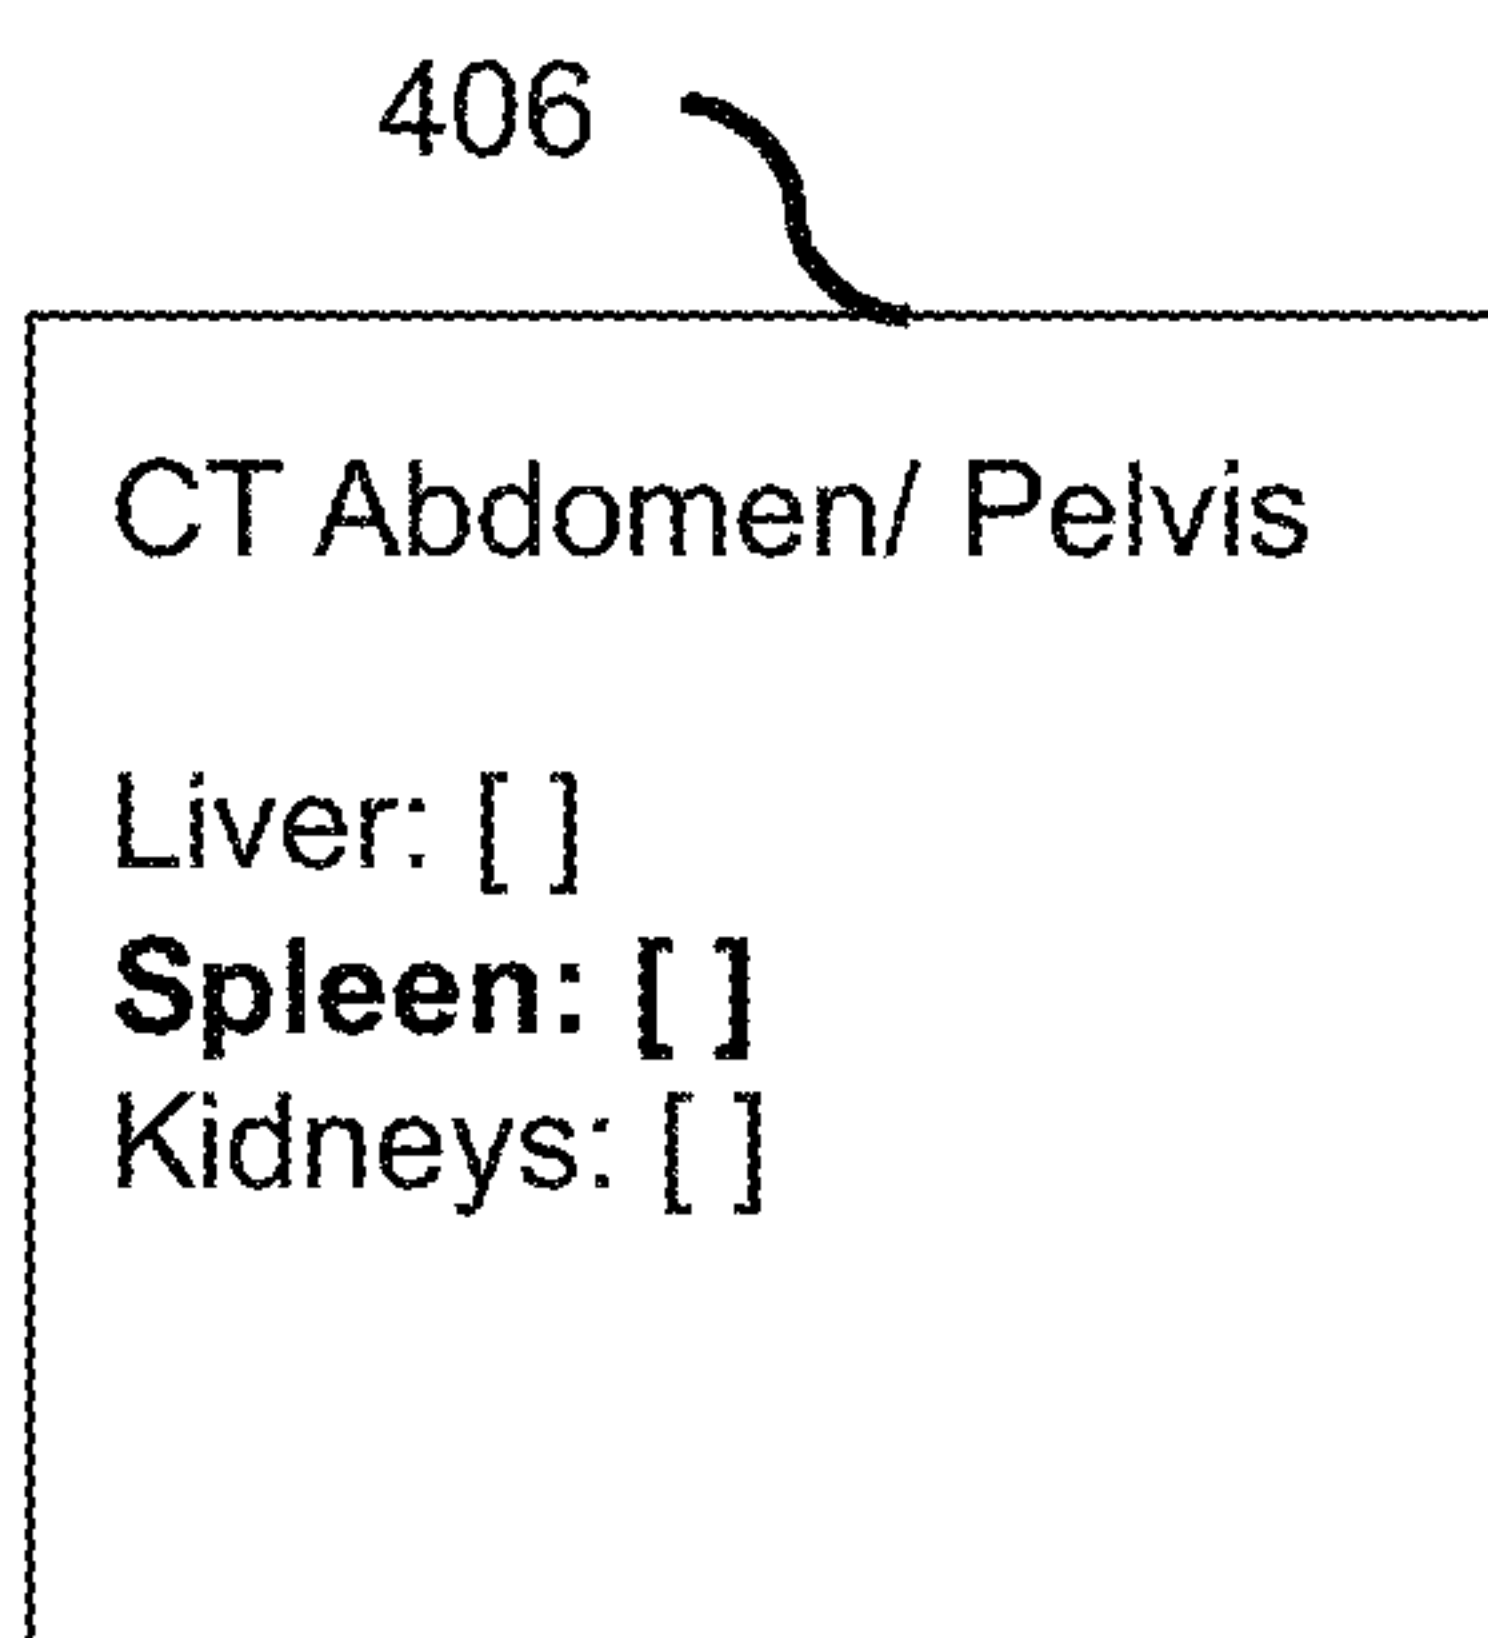 406
CT Abdomen/ Pelvis
Liver: [ ]
Spleen: [ ]
Kidneys: [ ]